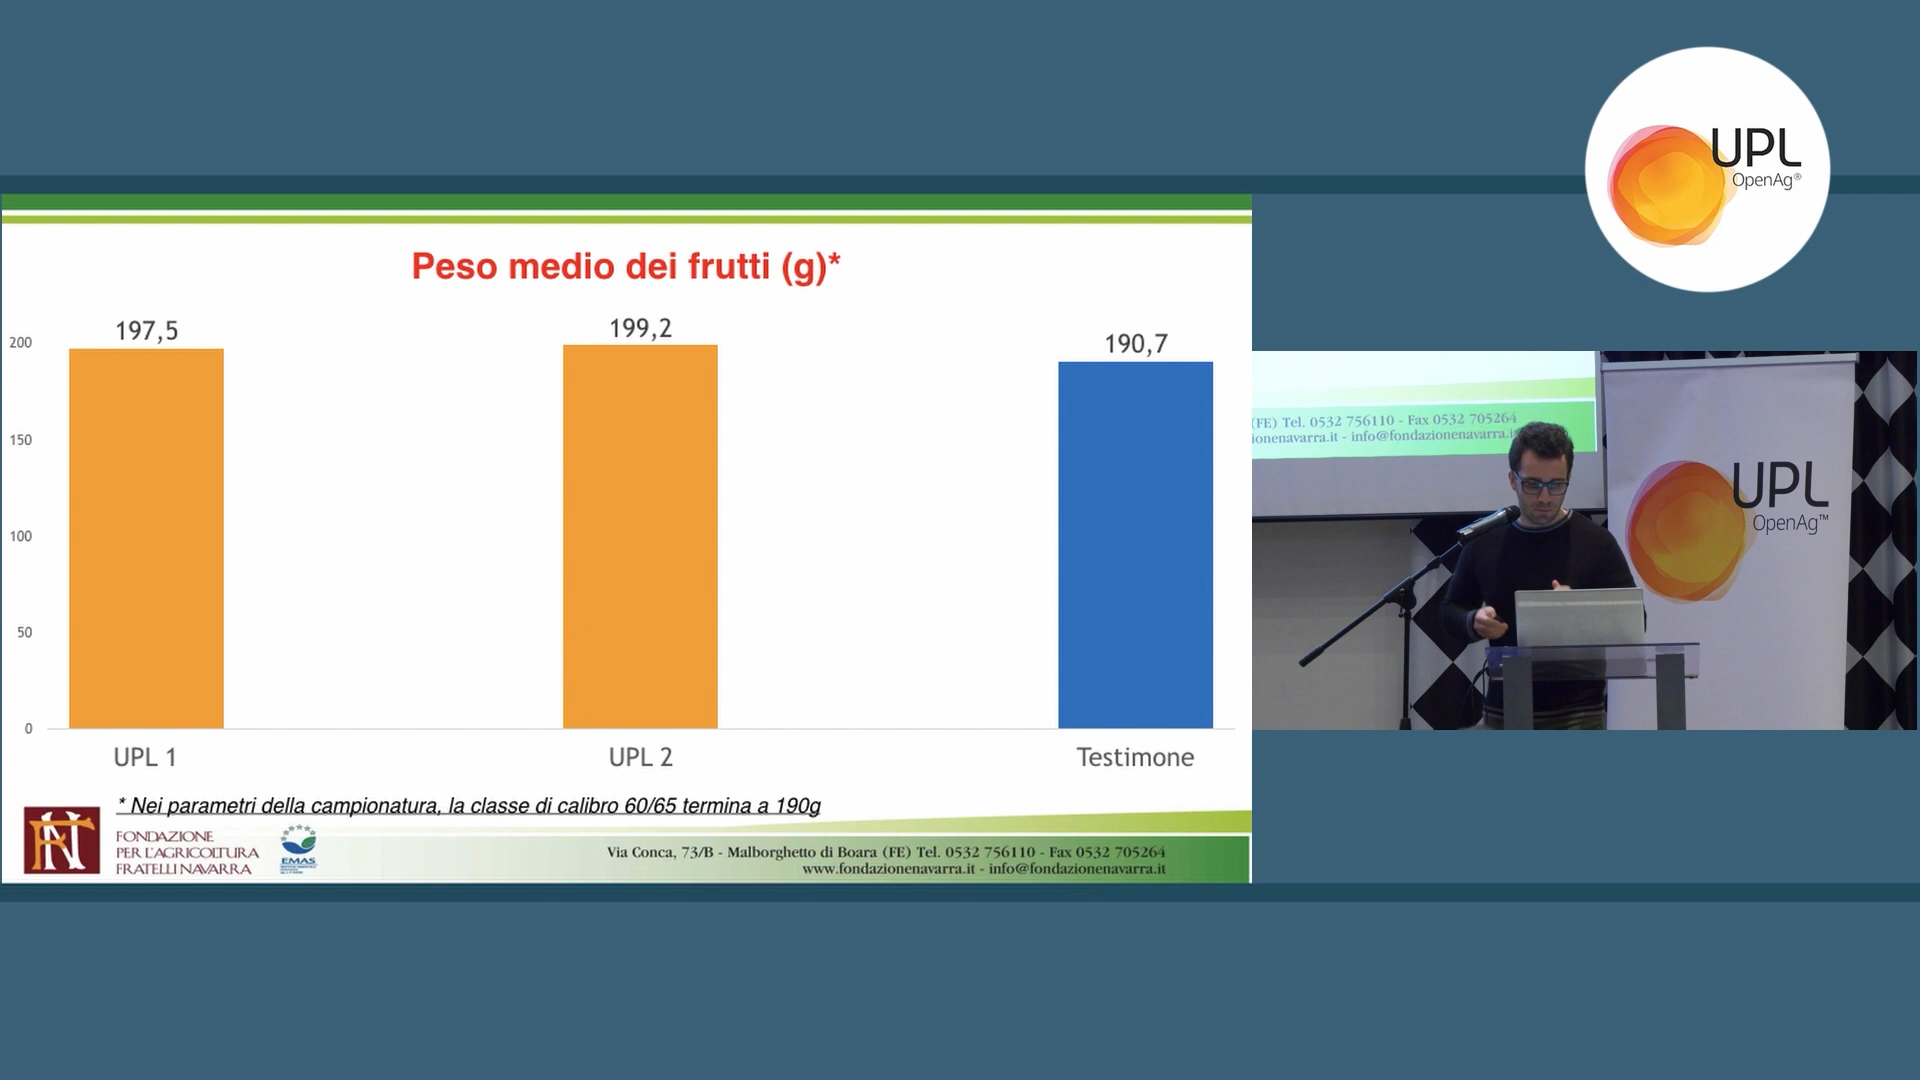 UPL
OpenAg®
Peso medio dei frutti (g)*
197,5
199,2
190,7
200
150
100
50
0
UPL 1
UPL 2
Testimone
* Nei parametri della campionatura, la classe di calibro 60/65 termina a 190g
FN
FONDAZIONE
PER L'AGRICOLTURA
FRATELLI NAVARRA
EMAS
Via Conca, 73/B - Malborghetto di Boara (FE) Tel. 0532 756110 - Fax 0532 705264
www.fondazionenavarra.it - info@fondazionenavarra.it
(FE) Tel. 0532 756110 - Fax 0532 705264
ionenavarra.it - info@fondazionenavarra.it
UPL
OpenAg™